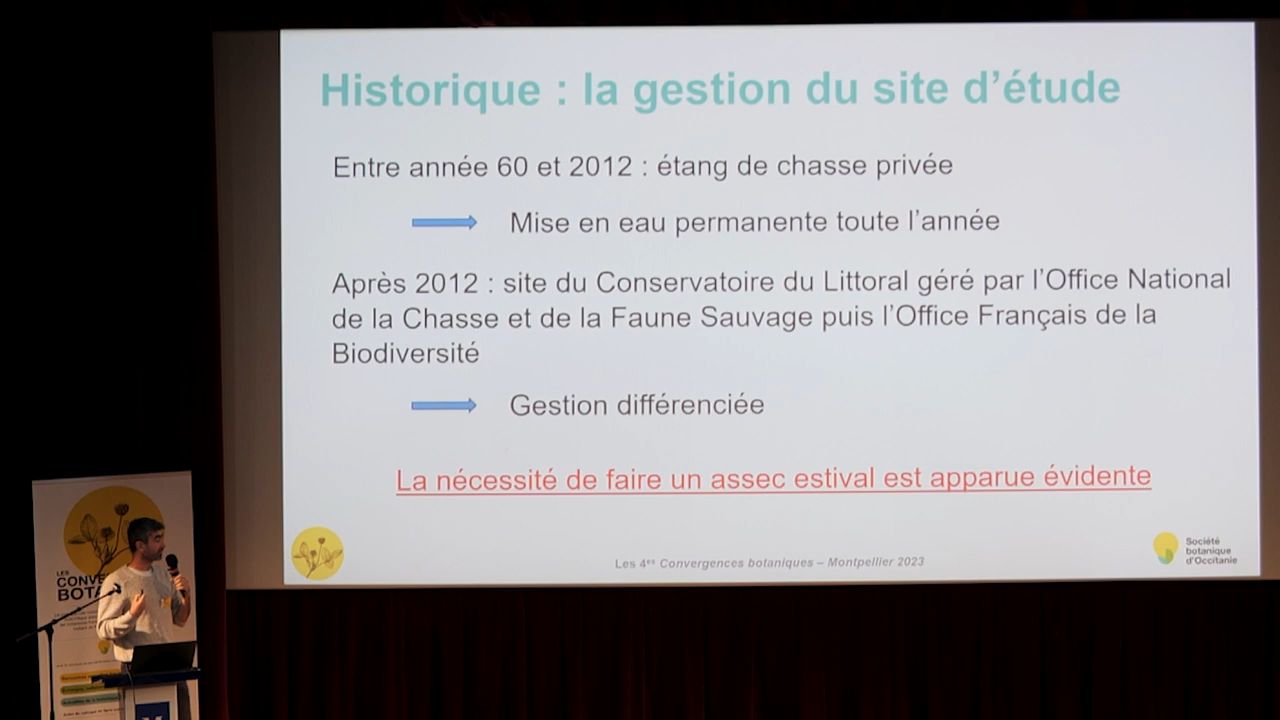 Historique : la gestion du site d'étude
Entre année 60 et 2012 : étang de chasse privée
Mise en eau permanente toute l'année
Après 2012 : site du Conservatoire du Littoral géré par l'Office National
de la Chasse et de la Faune Sauvage puis l'Office Français de la
Biodiversité
Gestion différenciée
La nécessité de faire un assec estival est apparue évidente
Les 4es Convergences botaniques – Montpellier 2023
Société
botanique
d'Occitanie
LES
CONVE
BOTA